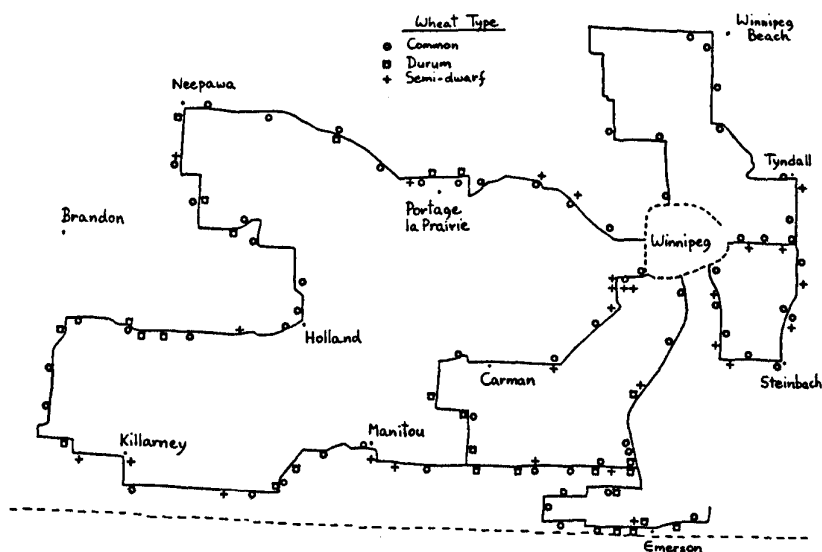 Wheat Type
Common
Durum
Semi-dwarf
Winnipeg
Beach
Neepawa
Tyndall
Brandon
Portage
la Prairie
Winnipeg
Holland
Carman
Steinbach
Killarney
Manitou
Emerson